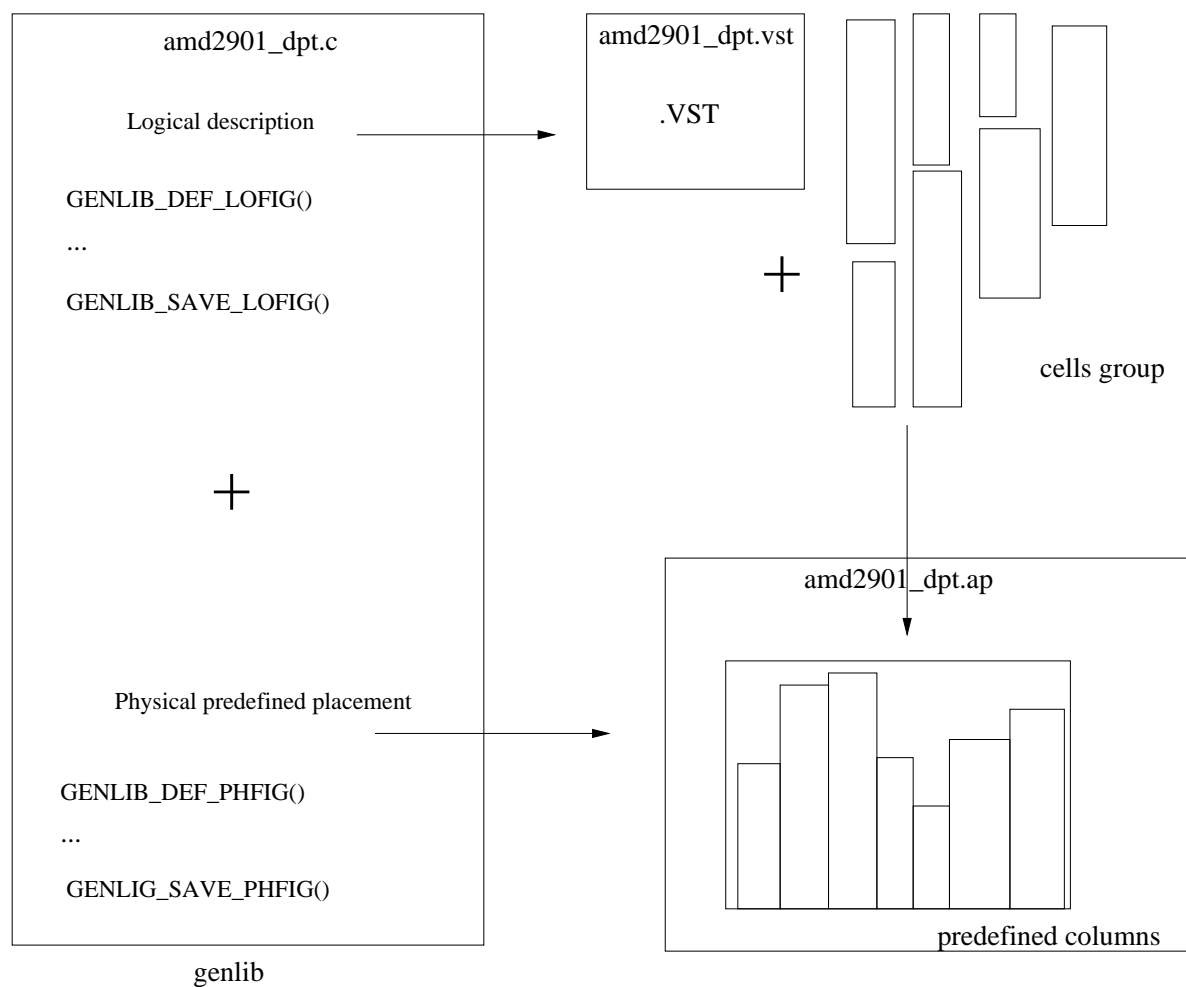 amd2901_dpt.c
Logical description
GENLIB_DEF_LOFIG()
...
GENLIB_SAVE_LOFIG()
+
Physical predefined placement
GENLIB_DEF_PHFIG()
...
GENLIG_SAVE_PHFIG()
genlib
amd2901_dpt.vst
.VST
+
cells group
amd2901_dpt.ap
predefined columns